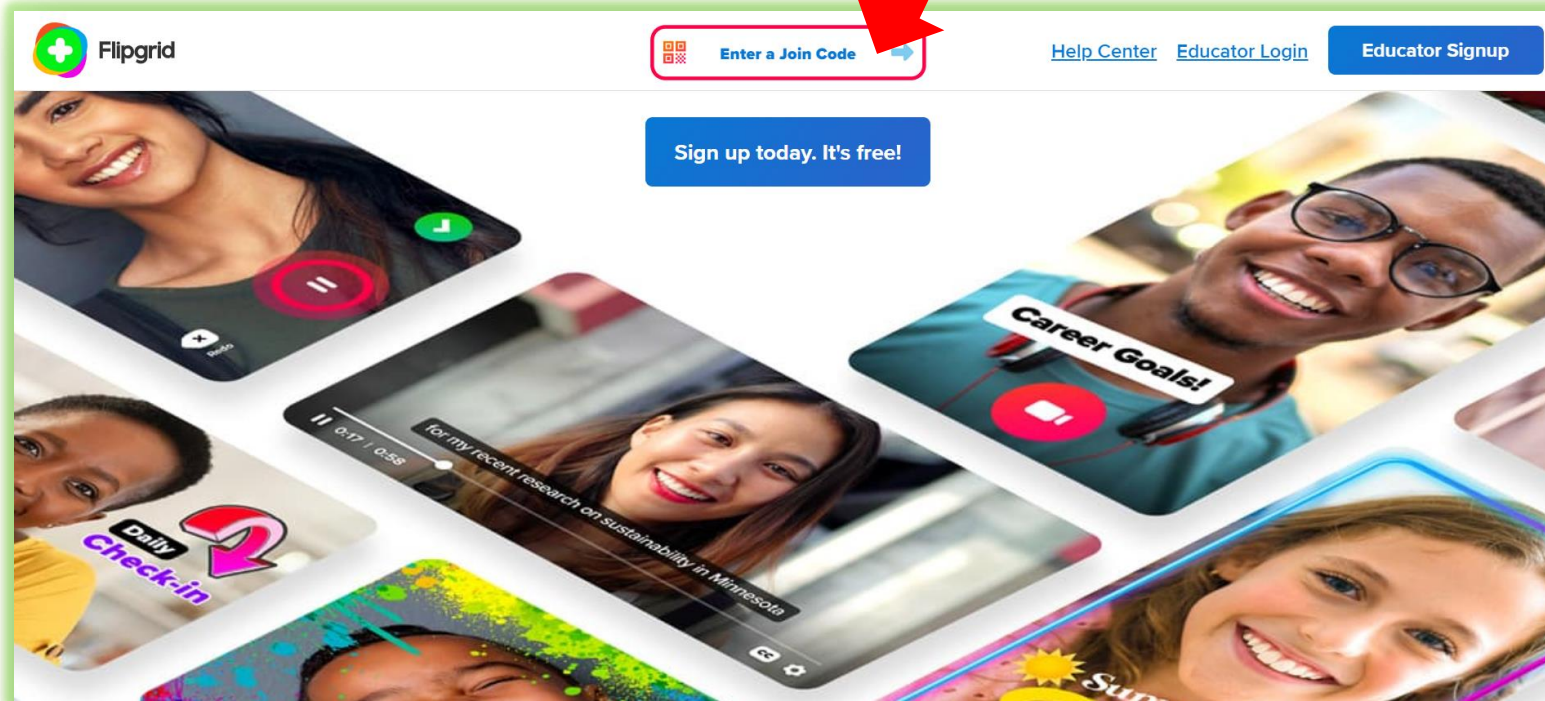 Flipgrid
Enter a Join Code
Help Center
Educator Login
Educator Signup
Sign up today. It's free!
Redo
Career Goals!
0:17 / 0:58
for my recent research on sustainability in Minnesota
Daily
Check-in
CC